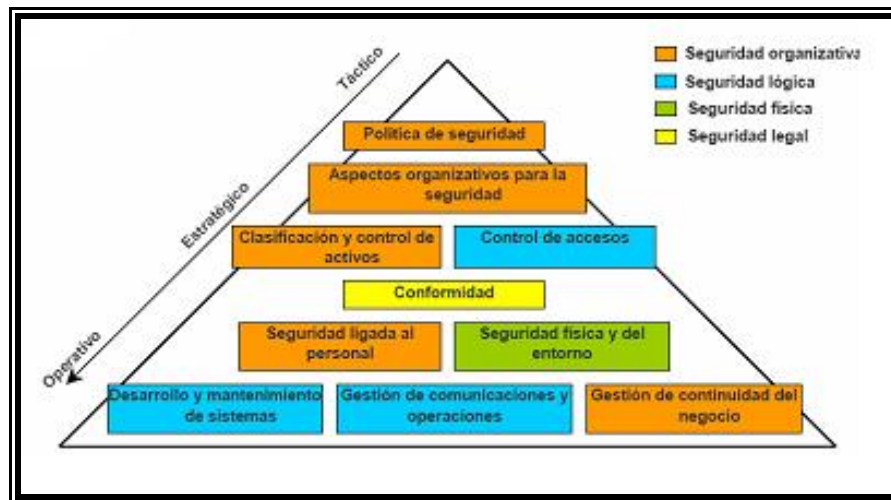 Táctico
Estratégico
Operativo
Seguridad organizativa
Seguridad lógica
Seguridad física
Seguridad legal
Política de seguridad
Aspectos organizativos para la
seguridad
Clasificación y control de
activos
Control de accesos
Conformidad
Seguridad ligada al
personal
Seguridad física y del
entorno
Desarrollo y mantenimiento
de sistemas
Gestión de comunicaciones y
operaciones
Gestión de continuidad del
negocio